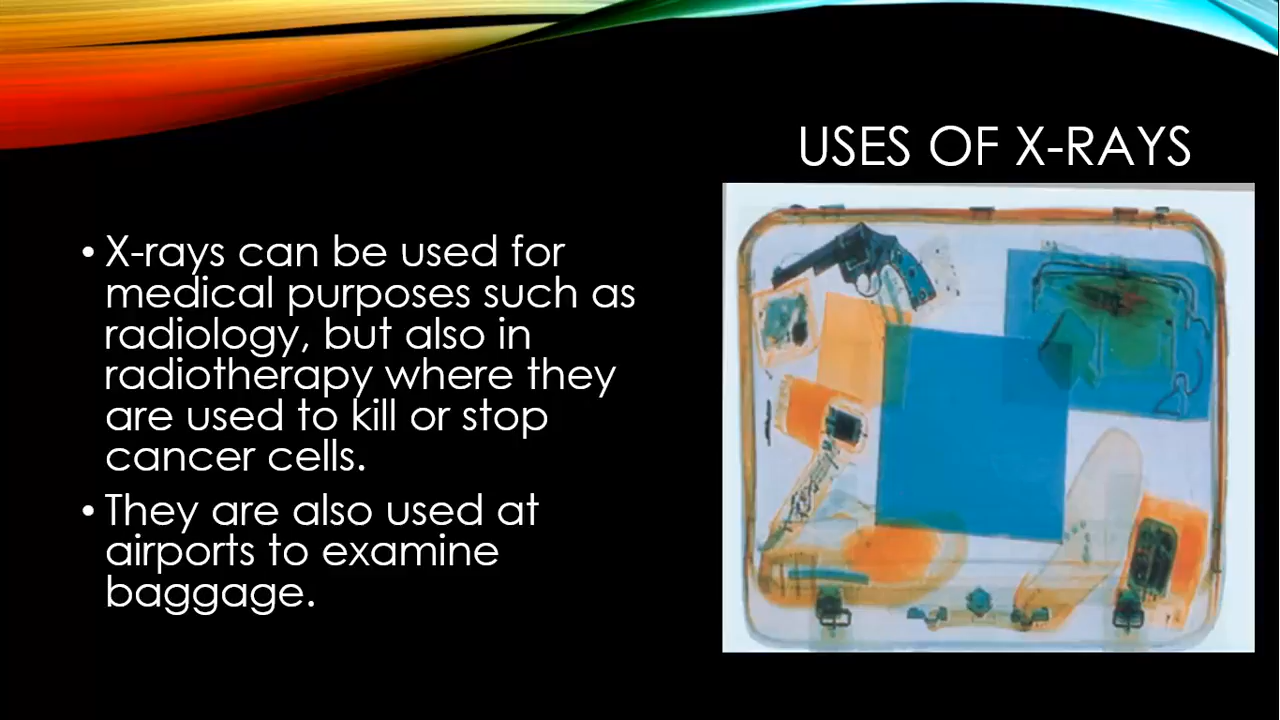 USES OF X-RAYS
• X-rays can be used for
medical purposes such as
radiology, but also in
radiotherapy where they
are used to kill or stop
cancer cells.
• They are also used at
airports to examine
baggage.